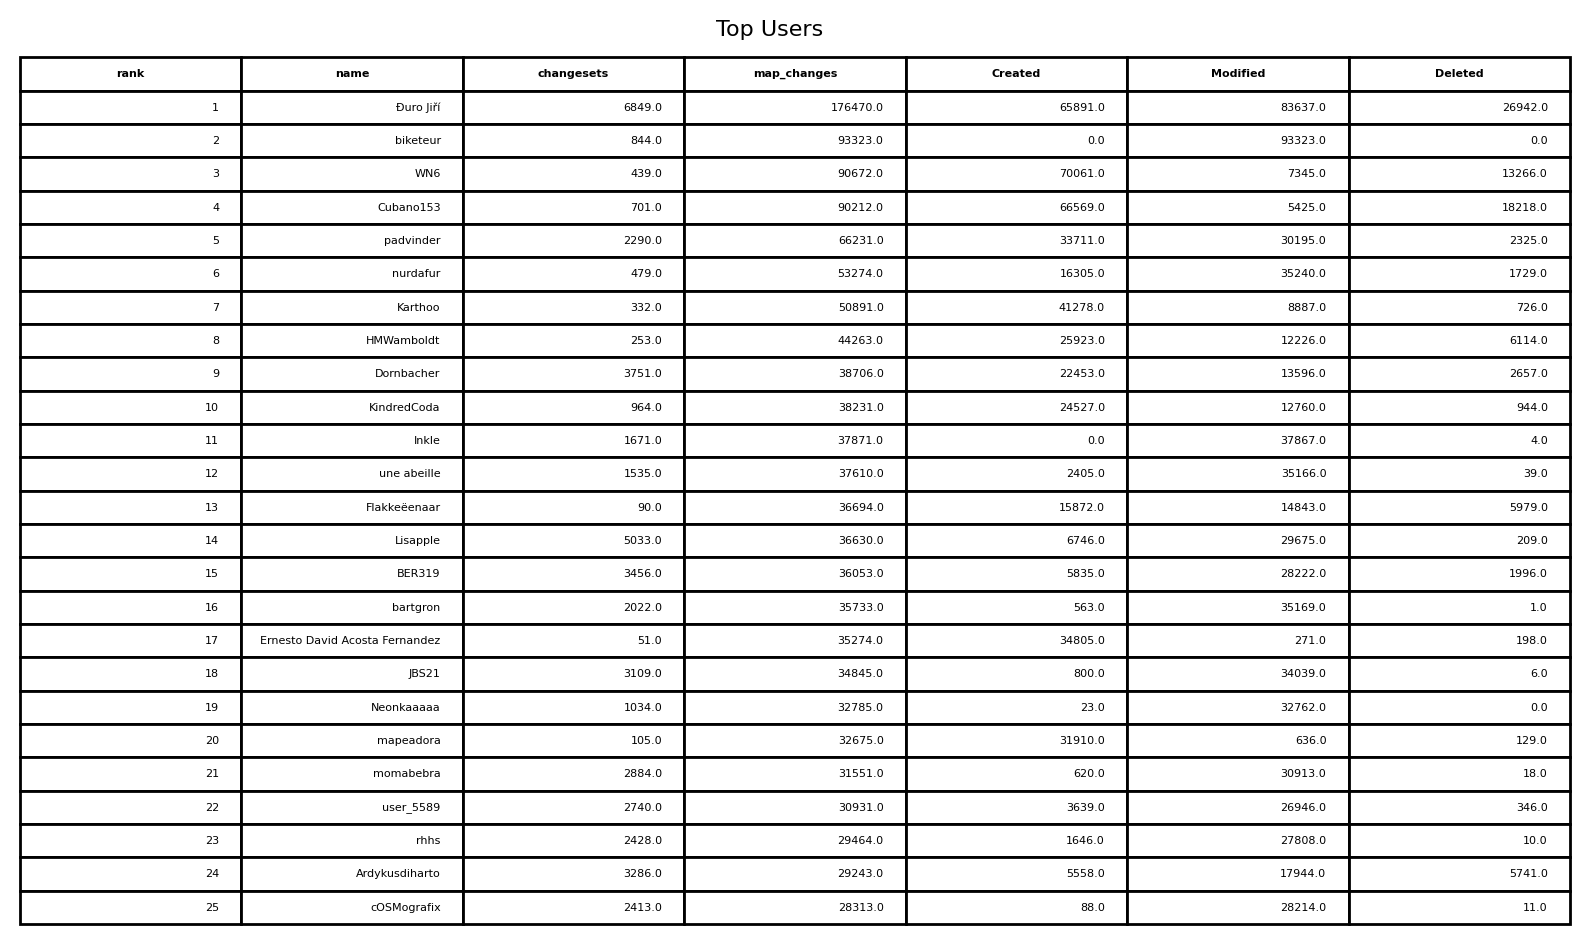 Top Users
rank name changesets map_changes Created Modified Deleted
1 Đuro Jiří 6849.0 176470.0 65891.0 83637.0 26942.0
2 biketeur 844.0 93323.0 0.0 93323.0 0.0
3 WN6 439.0 90672.0 70061.0 7345.0 13266.0
4 Cubano153 701.0 90212.0 66569.0 5425.0 18218.0
5 padvinder 2290.0 66231.0 33711.0 30195.0 2325.0
6 nurdafur 479.0 53274.0 16305.0 35240.0 1729.0
7 Karthoo 332.0 50891.0 41278.0 8887.0 726.0
8 HMWamboldt 253.0 44263.0 25923.0 12226.0 6114.0
9 Dornbacher 3751.0 38706.0 22453.0 13596.0 2657.0
10 KindredCoda 964.0 38231.0 24527.0 12760.0 944.0
11 Inkle 1671.0 37871.0 0.0 37867.0 4.0
12 une abeille 1535.0 37610.0 2405.0 35166.0 39.0
13 Flakkeëenaar 90.0 36694.0 15872.0 14843.0 5979.0
14 Lisapple 5033.0 36630.0 6746.0 29675.0 209.0
15 BER319 3456.0 36053.0 5835.0 28222.0 1996.0
16 bartgron 2022.0 35733.0 563.0 35169.0 1.0
17 Ernesto David Acosta Fernandez 51.0 35274.0 34805.0 271.0 198.0
18 JBS21 3109.0 34845.0 800.0 34039.0 6.0
19 Neonkaaaaa 1034.0 32785.0 23.0 32762.0 0.0
20 mapeadora 105.0 32675.0 31910.0 636.0 129.0
21 momabebra 2884.0 31551.0 620.0 30913.0 18.0
22 user_5589 2740.0 30931.0 3639.0 26946.0 346.0
23 rhhs 2428.0 29464.0 1646.0 27808.0 10.0
24 Ardykusdiharto 3286.0 29243.0 5558.0 17944.0 5741.0
25 cOSMografix 2413.0 28313.0 88.0 28214.0 11.0